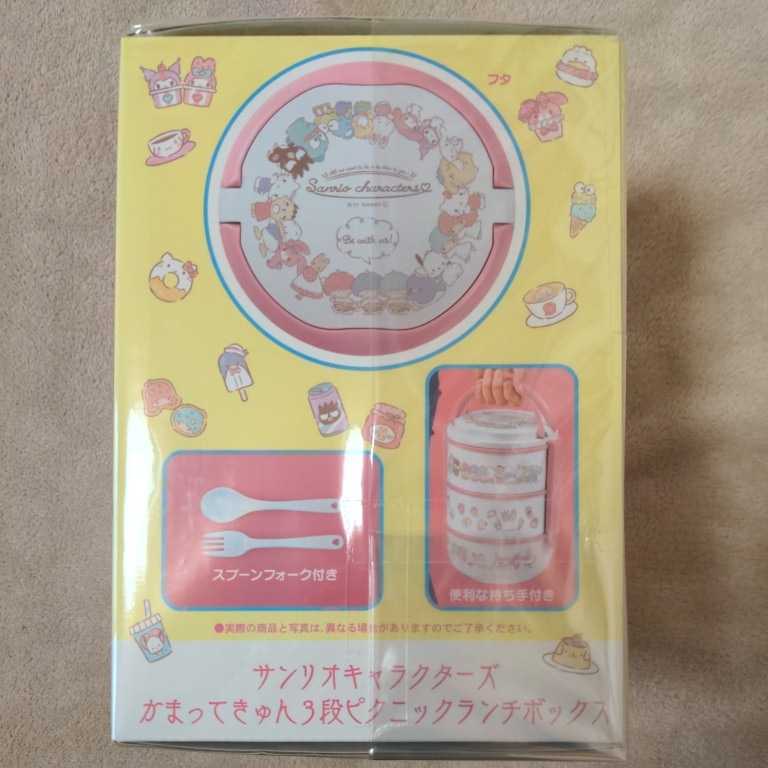 フタ
Sanrio characters♡
Be with us!
スプーンフォーク付き
便利な持ち手付き
●実際の商品と写真は、異なる場合がありますのでご了承ください。
サンリオキャラクターズ
かまってきゅん3段ピクニックランチボックス